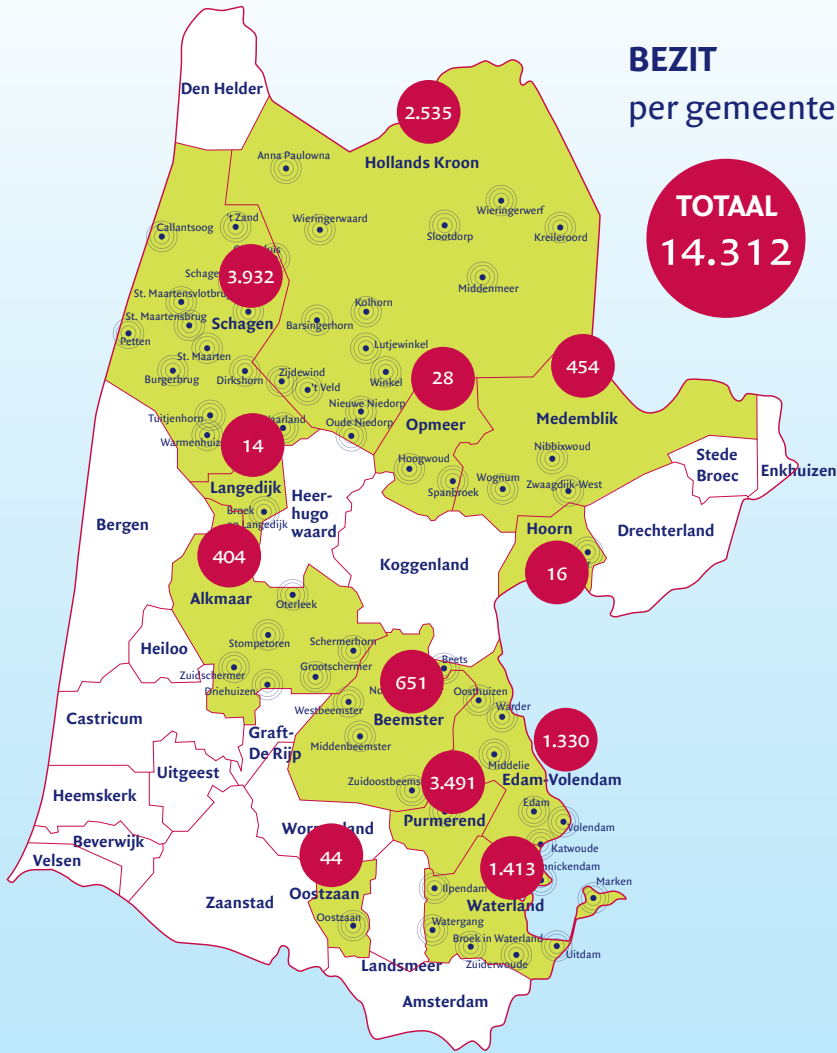 BEZIT
per gemeente
TOTAAL
14.312
Den Helder
2.535
Hollands Kroon
Anna Paulowna
Wieringerwerf
't Zand
Wieringerwaard
Callantsoog
Slootdorp
Kreileroord
3.932
Middenmeer
St. Maartensvlotbrug
Kolhorn
St. Maartensbrug
Schagen
Barsingerhorn
Petten
Lutjewinkel
St. Maarten
454
Burgerbrug
Dirkshorn
Zijdewind
't Veld
Winkel
28
Nieuwe Niedorp
Tuitjenhorn
Oude Niedorp
Opmeer
Medemblik
14
Nibbixwoud
Hoogwoud
Stede
Broec
Enkhuizen
Langedijk
Spanbroek
Wognum
Zwaagdijk-West
Heer-
hugo
waard
Broek
Langedijk
Bergen
Hoorn
Drechterland
404
Koggenland
16
Alkmaar
Oterleek
Heiloo
Stompetoren
Schermerhorn
Zuidschermer
Grootschermer
Beets
651
Driehuizen
Oosthuizen
Westbeemster
Warder
Castricum
Beemster
Graft-
De Rijp
Middenbeemster
1.330
Middelie
Uitgeest
Edam-Volendam
3.491
Heemskerk
Edam
Purmerend
Volendam
Beverwijk
Katwoude
Velsen
44
1.413
Marken
Ilpendam
Oostzaan
Waterland
Zaanstad
Oostzaan
Watergang
Broek in Waterland
Uitdam
Zuiderwoude
Landsmeer
Amsterdam